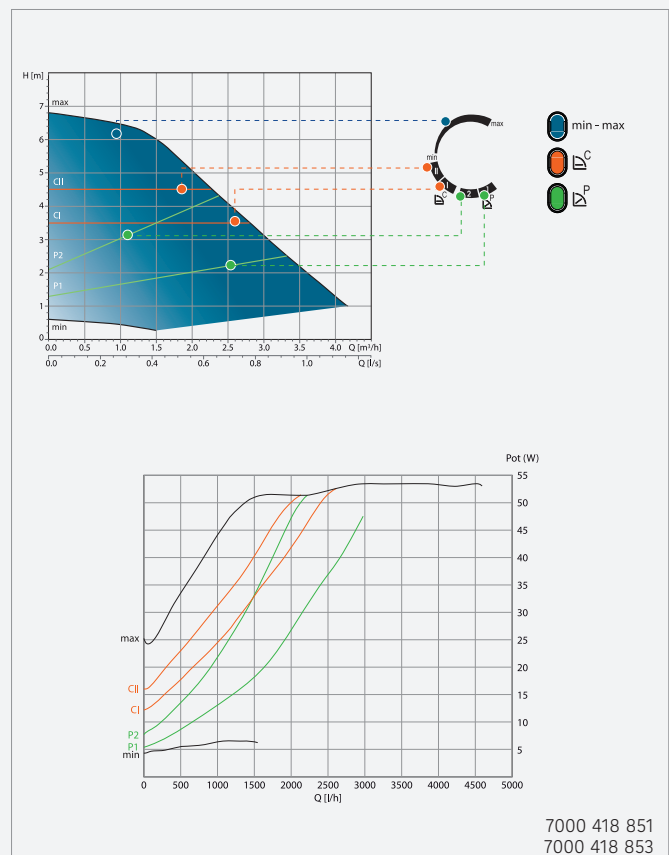 H [m]
7
6
5
4
3
2
1
0
max
CII
CI
P2
P1
min
0.0 0.5 1.0 1.5 2.0 2.5 3.0 3.5 4.0 Q [m³/h]
0.0 0.2 0.4 0.6 0.8 1.0 Q [l/s]
max
min
II
I
2
1
C
P
min - max
C
P
Pot (W)
55
50
45
40
35
30
25
20
15
10
5
max
CII
CI
P2
P1
min
0 500 1000 1500 2000 2500 3000 3500 4000 4500 5000
Q [l/h]
7000 418 851
7000 418 853